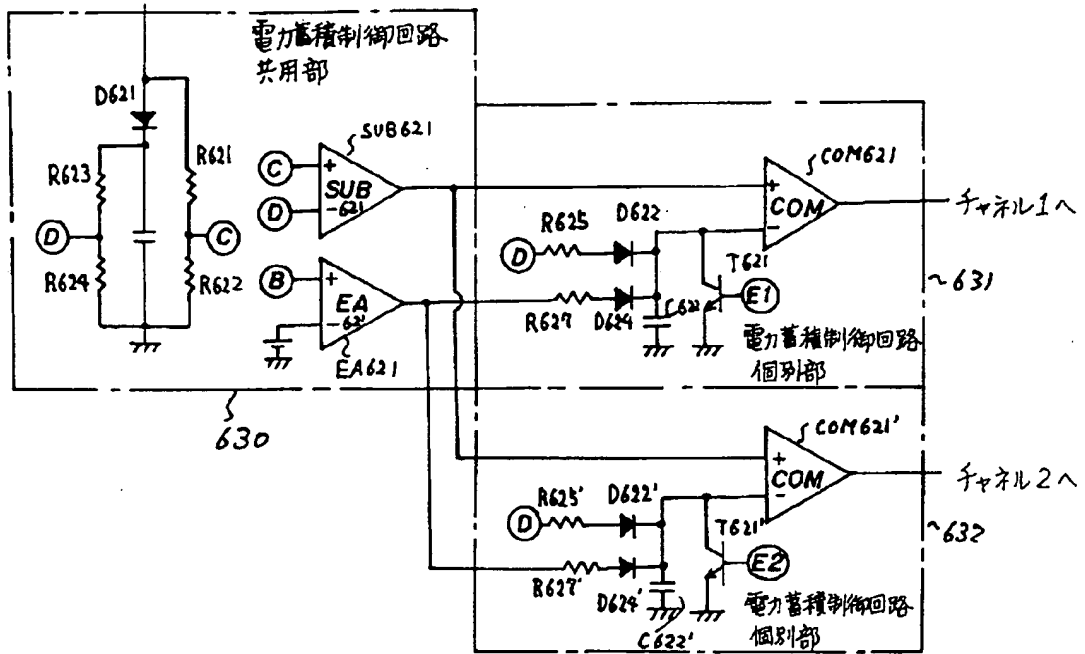 電力蓄積制御回路
共用部
D621
R623
R621
D
C
R624
R622
SUB621
C
+
D
SUB
-621
B
+
EA
-621
EA621
630
COM621
+
COM
-
チャネル1へ
R625
D622
D
T621
E1
R627
D624
C622
631
電力蓄積制御回路
個別部
COM621'
+
COM
-
チャネル2へ
R625'
D622'
D
T621'
E2
R627'
D624'
C622'
632
電力蓄積制御回路
個別部